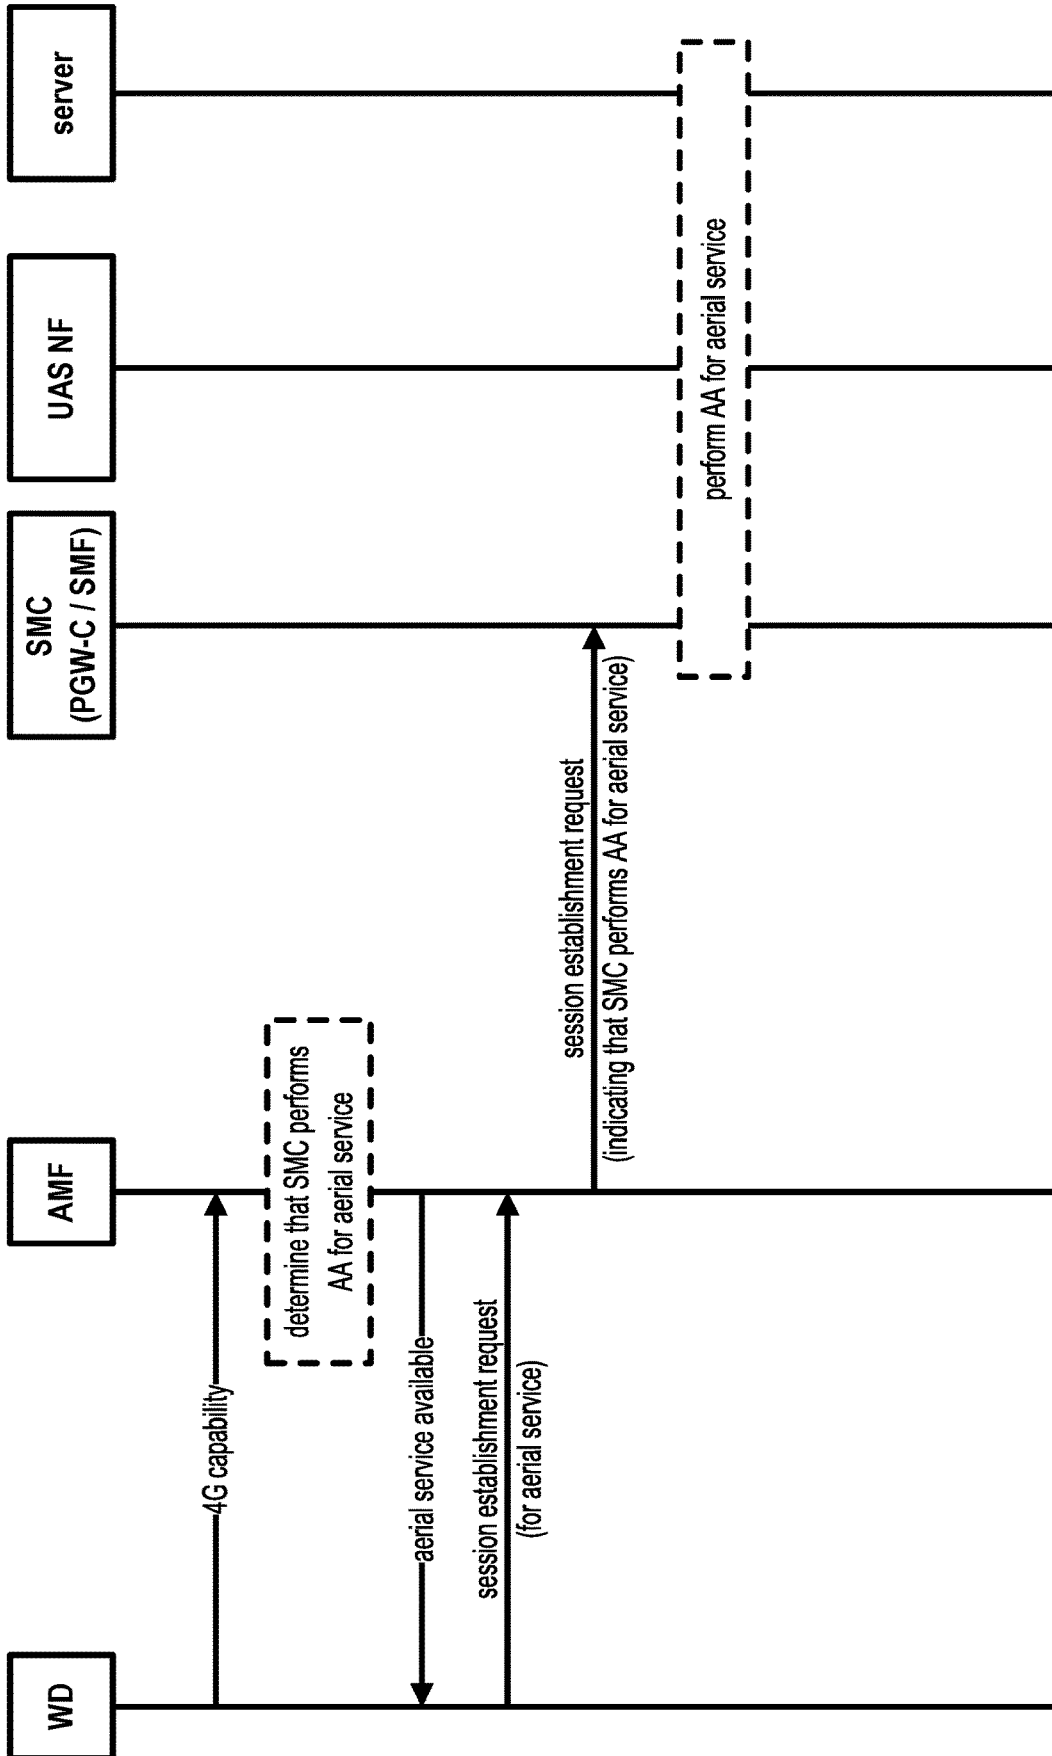 WD
AMF
SMC
(PGW-C / SMF)
UAS NF
server
4G capability
determine that SMC performs
AA for aerial service
aerial service available
session establishment request
(for aerial service)
session establishment request
(indicating that SMC performs AA for aerial service)
perform AA for aerial service